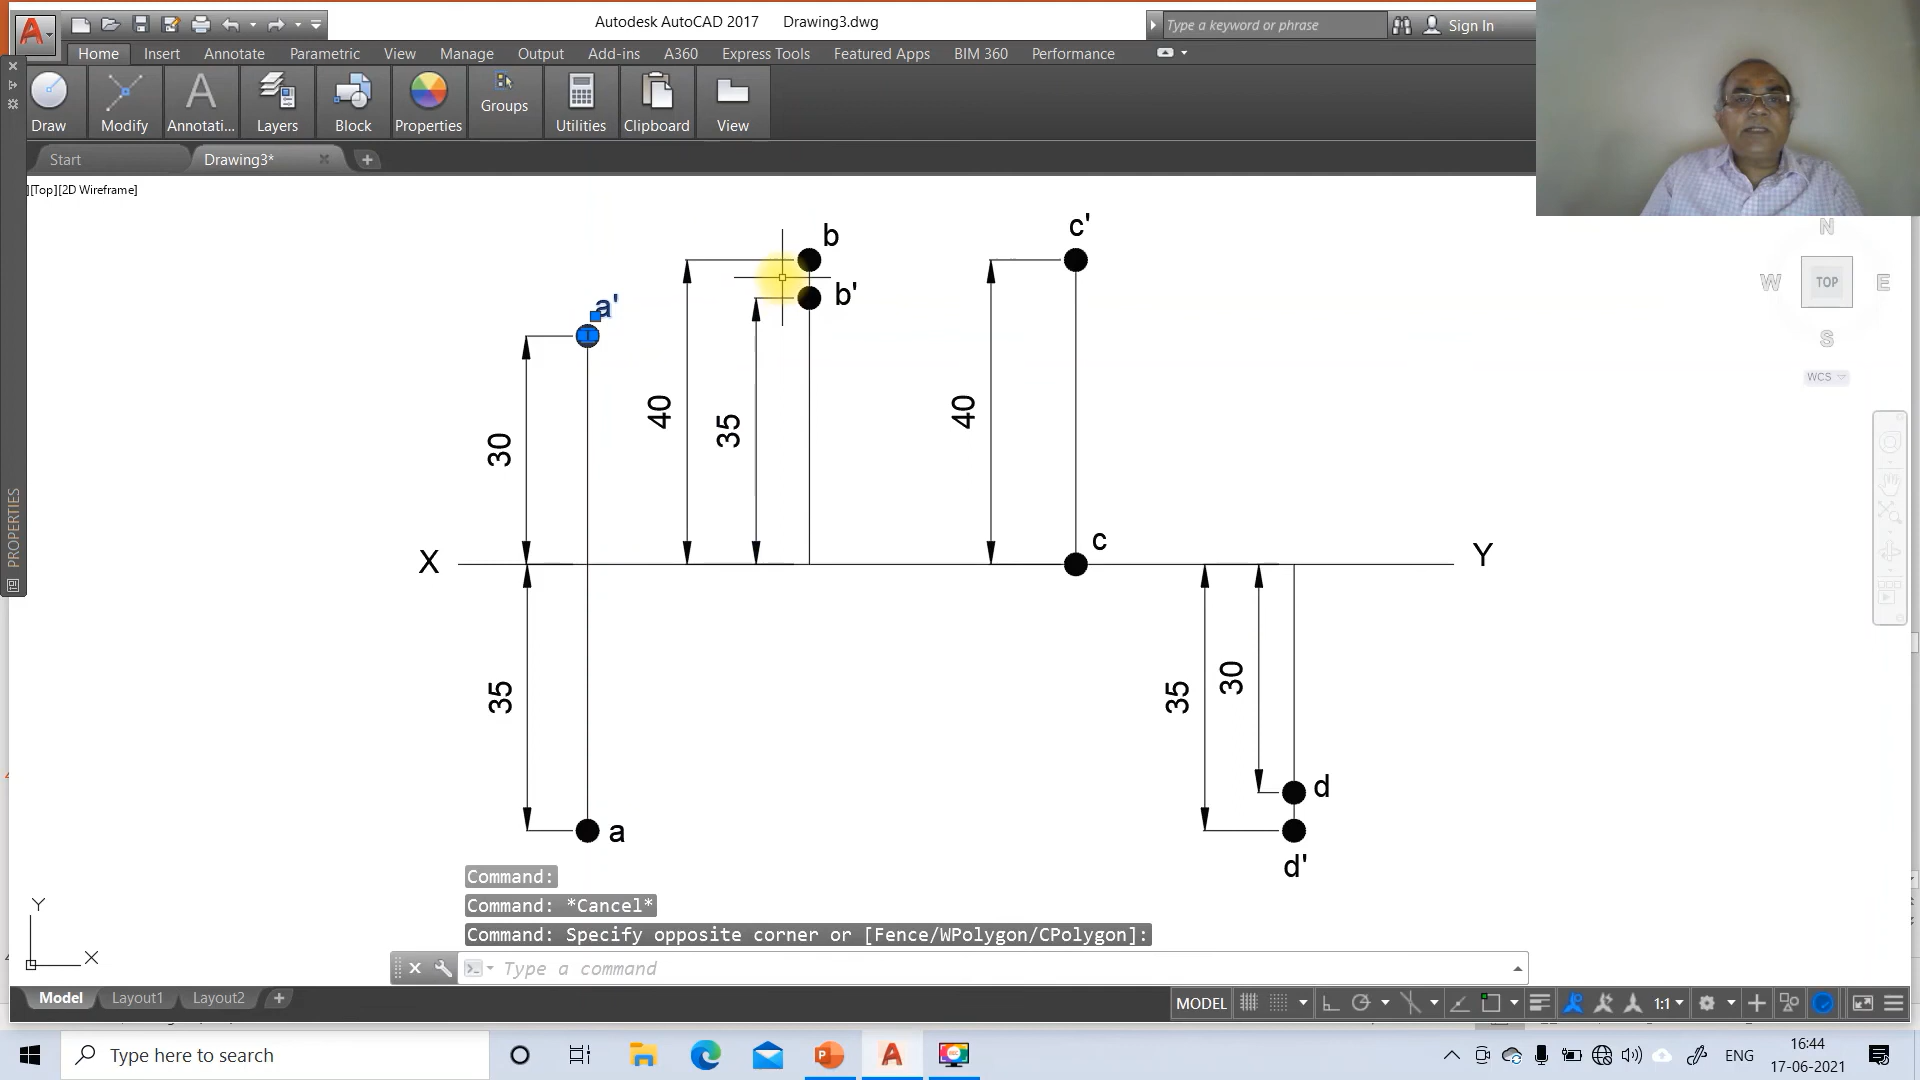 Autodesk AutoCAD 2017 Drawing3.dwg
Type a keyword or phrase
Sign In
Home Insert Annotate Parametric View Manage Output Add-ins A360 Express Tools Featured Apps BIM 360 Performance
Draw Modify Annotati... Layers Block Properties Groups Utilities Clipboard View
Start Drawing3*
][Top][2D Wireframe]
N
W TOP E
S
WCS
PROPERTIES
b
c'
b'
a'
40
35
40
30
X
c
Y
35
35
30
d
a
d'
Command:
Command: *Cancel*
Command: Specify opposite corner or [Fence/WPolygon/CPolygon]:
Type a command
Y
X
Model Layout1 Layout2
MODEL 1:1
Type here to search
ENG
16:44
17-06-2021